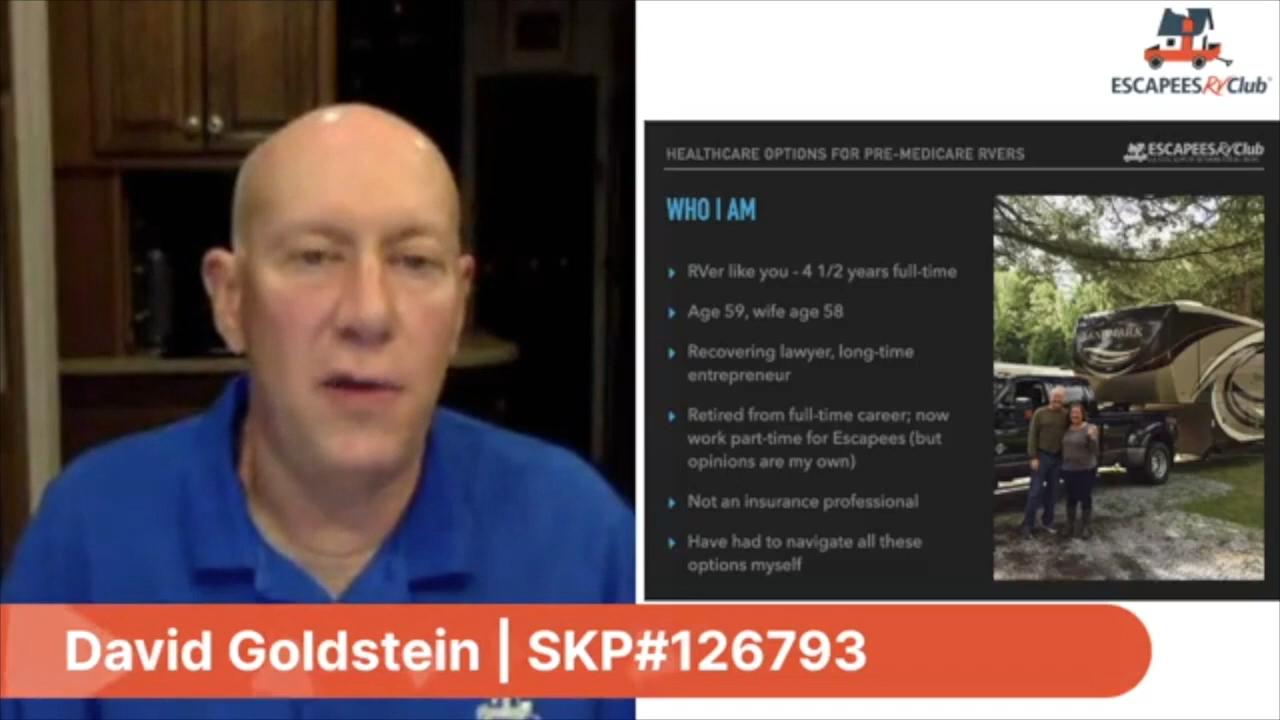 ESCAPEES RV Club
HEALTHCARE OPTIONS FOR PRE-MEDICARE RVERS
ESCAPEES RV Club
WHO I AM
RVer like you - 4 1/2 years full-time
Age 59, wife age 58
Recovering lawyer, long-time
entrepreneur
Retired from full-time career; now
work part-time for Escapees (but
opinions are my own)
Not an insurance professional
Have had to navigate all these
options myself
David Goldstein | SKP#126793